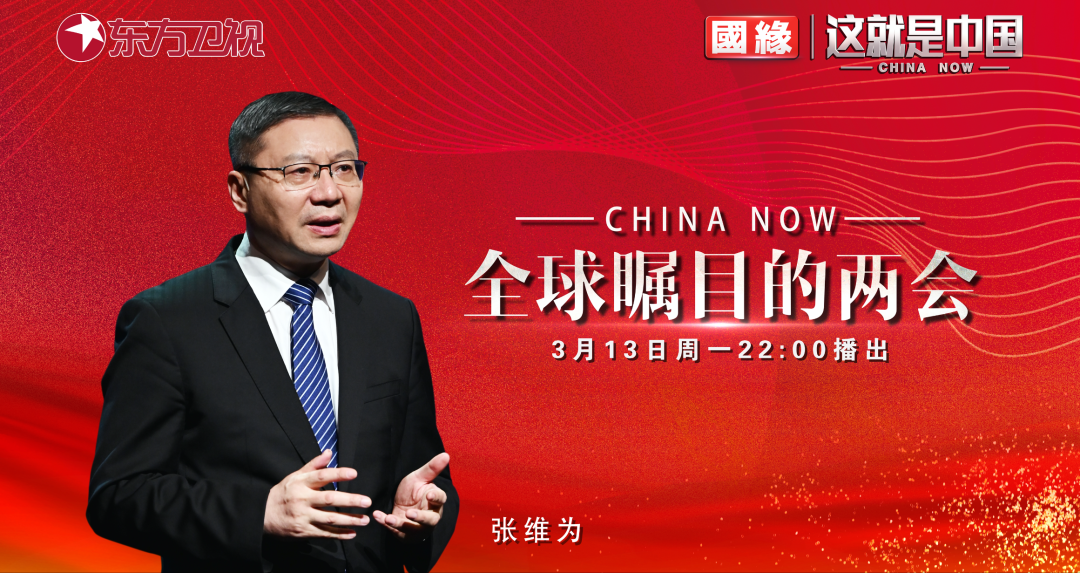 东方卫视
國緣
这就是中国
CHINA NOW
CHINA NOW
全球瞩目的两会
3月13日周一22:00播出
张维为